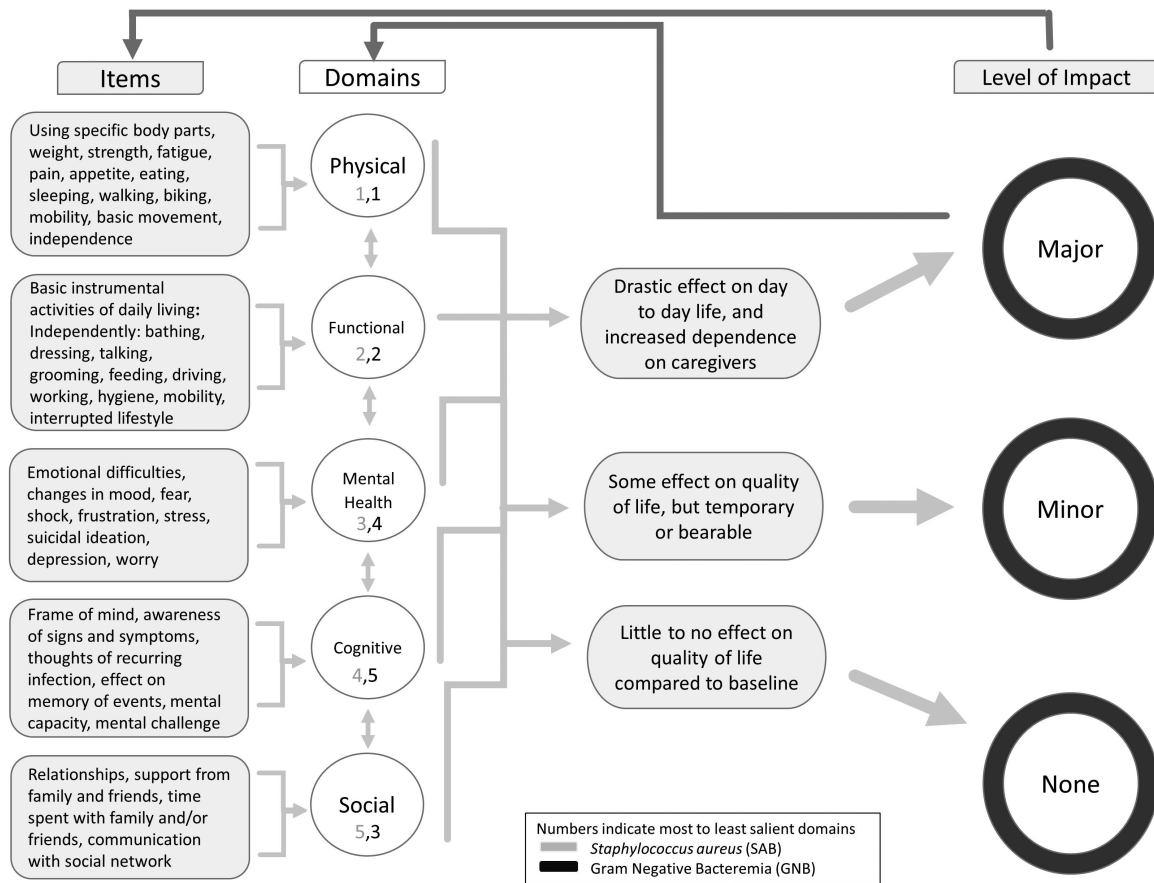 Items
Domains
Level of Impact
Using specific body parts,
weight, strength, fatigue,
pain, appetite, eating,
sleeping, walking, biking,
mobility, basic movement,
independence
Physical
1,1
Major
Basic instrumental
activities of daily living:
Independently: bathing,
dressing, talking,
grooming, feeding, driving,
working, hygiene, mobility,
interrupted lifestyle
Functional
2,2
Drastic effect on day
to day life, and
increased dependence
on caregivers
Emotional difficulties,
changes in mood, fear,
shock, frustration, stress,
suicidal ideation,
depression, worry
Mental
Health
3,4
Some effect on quality
of life, but temporary
or bearable
Minor
Frame of mind, awareness
of signs and symptoms,
thoughts of recurring
infection, effect on
memory of events, mental
capacity, mental challenge
Cognitive
4,5
Little to no effect on
quality of life
compared to baseline
None
Relationships, support from
family and friends, time
spent with family and/or
friends, communication
with social network
Social
5,3
Numbers indicate most to least salient domains
Staphylococcus aureus (SAB)
Gram Negative Bacteremia (GNB)